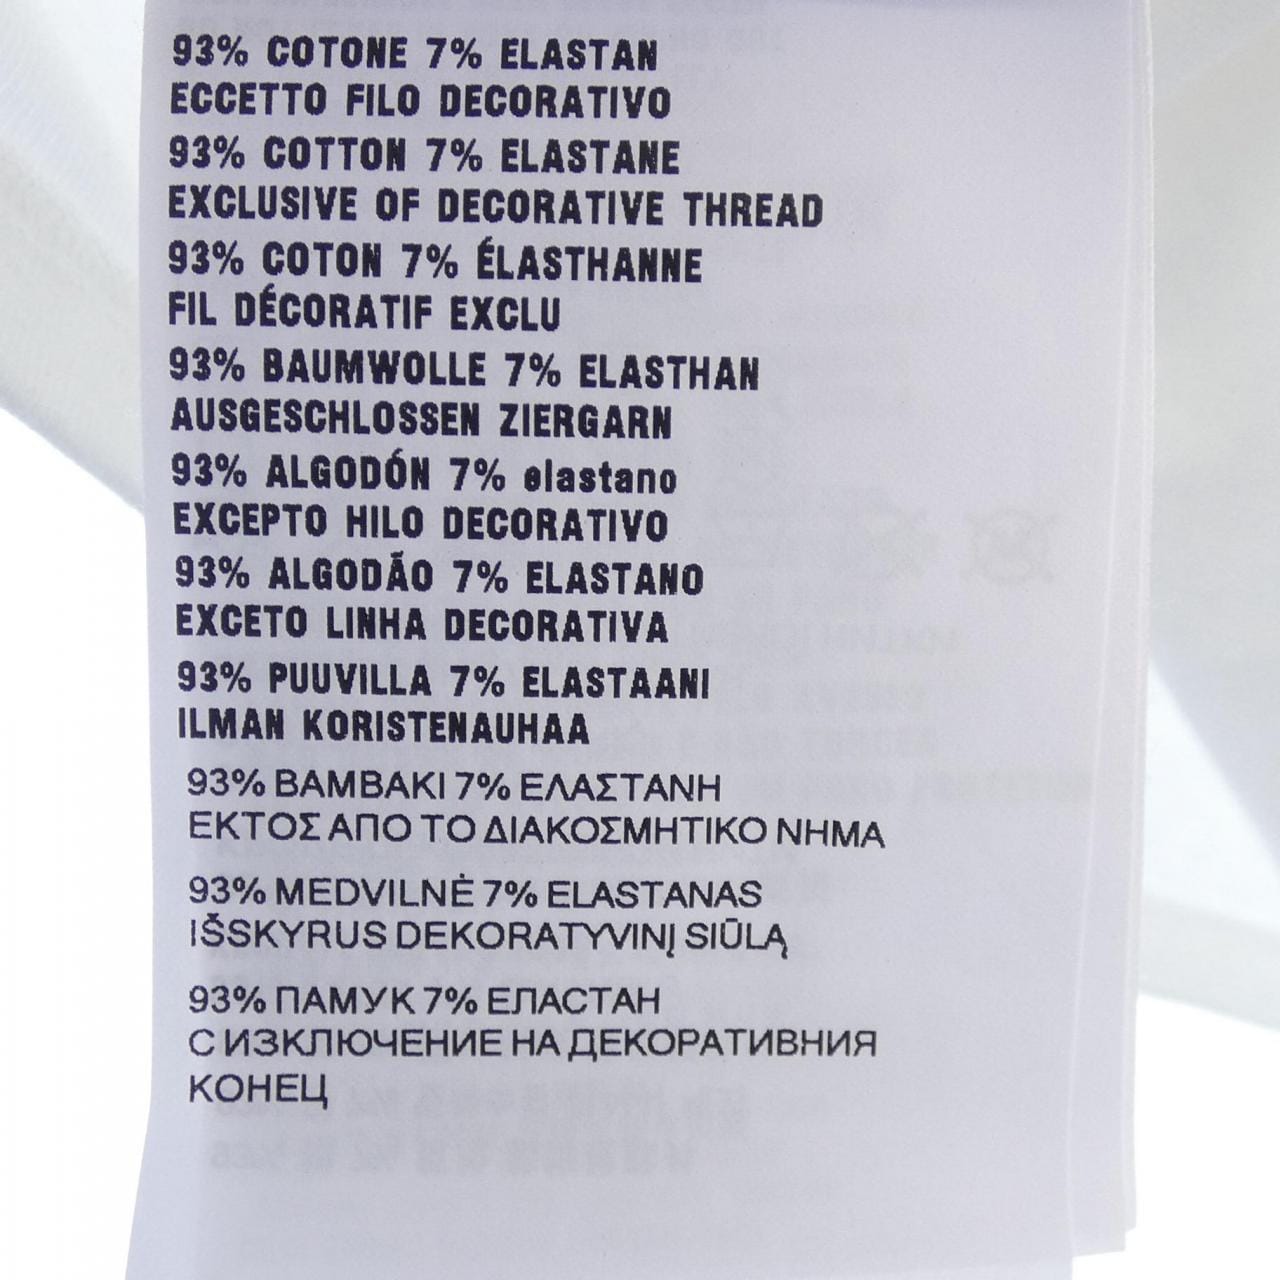 93% COTONE 7% ELASTAN
ECCETTO FILO DECORATIVO
93% COTTON 7% ELASTANE
EXCLUSIVE OF DECORATIVE THREAD
93% COTON 7% ÉLASTHANNE
FIL DÉCORATIF EXCLU
93% BAUMWOLLE 7% ELASTHAN
AUSGESCHLOSSEN ZIERGARN
93% ALGODÓN 7% elastano
EXCEPTO HILO DECORATIVO
93% ALGODÃO 7% ELASTANO
EXCETO LINHA DECORATIVA
93% PUUVILLA 7% ELASTAANI
ILMAN KORISTENAUHAA
93% ΒΑΜΒΑΚΙ 7% ΕΛΑΣΤΑΝΗ
ΕΚΤΟΣ ΑΠΟ ΤΟ ΔΙΑΚΟΣΜΗΤΙΚΟ ΝΗΜΑ
93% MEDVILNĖ 7% ELASTANAS
IŠSKYRUS DEKORATYVINĮ SIŪLĄ
93% ПАМУК 7% ЕЛАСТАН
С ИЗКЛЮЧЕНИЕ НА ДЕКОРАТИВНИЯ
КОНЕЦ